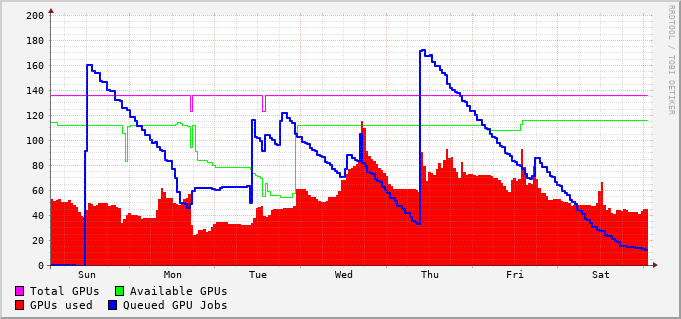 200
180
160
140
120
100
80
60
40
20
0
Sun Mon Tue Wed Thu Fri Sat
RRDTOOL / TOBI OETIKER
Total GPUs Available GPUs
GPUs used Queued GPU Jobs